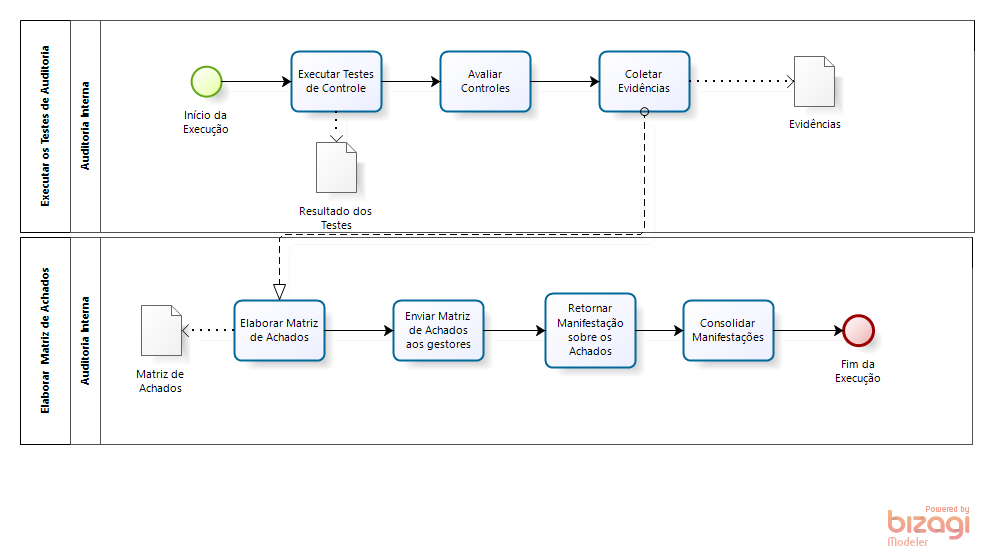 Executar os Testes de Auditoria
Auditoria Interna
Início da
Execução
Executar Testes
de Controle
Avaliar
Controles
Coletar
Evidências
Evidências
Resultado dos
Testes
Elaborar Matriz de Achados
Auditoria Interna
Matriz de
Achados
Elaborar Matriz
de Achados
Enviar Matriz
de Achados
aos gestores
Retornar
Manifestação
sobre os
Achados
Consolidar
Manifestações
Fim da
Execução
Powered by
bizagi
Modeler